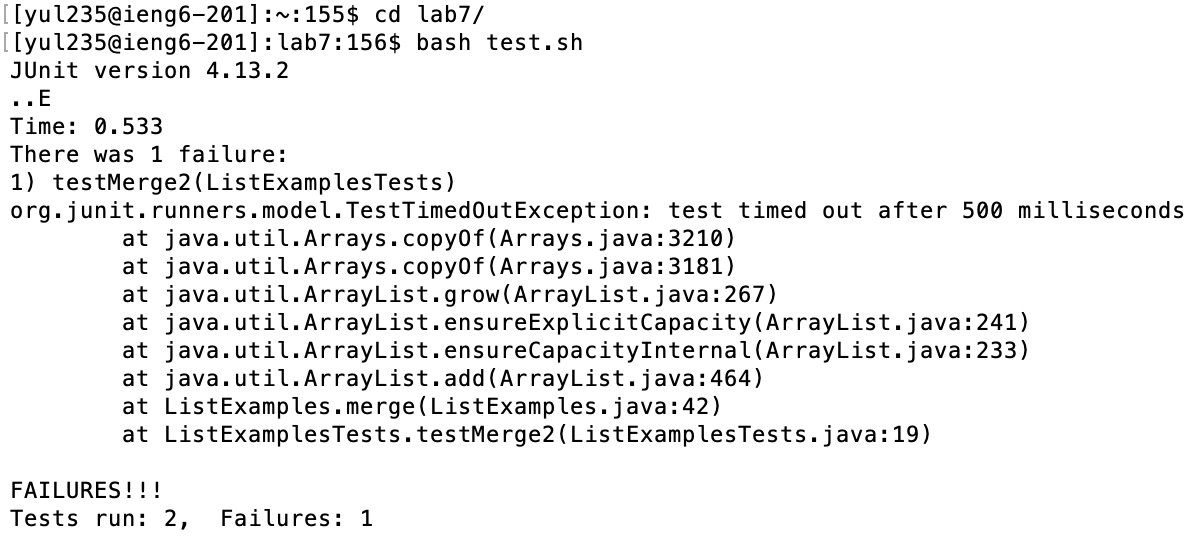 [[yul235@ieng6-201]:~:155$ cd lab7/
[[yul235@ieng6-201]:lab7:156$ bash test.sh
JUnit version 4.13.2
..E
Time: 0.533
There was 1 failure:
1) testMerge2(ListExamplesTests)
org.junit.runners.model.TestTimedOutException: test timed out after 500 milliseconds
        at java.util.Arrays.copyOf(Arrays.java:3210)
        at java.util.Arrays.copyOf(Arrays.java:3181)
        at java.util.ArrayList.grow(ArrayList.java:267)
        at java.util.ArrayList.ensureExplicitCapacity(ArrayList.java:241)
        at java.util.ArrayList.ensureCapacityInternal(ArrayList.java:233)
        at java.util.ArrayList.add(ArrayList.java:464)
        at ListExamples.merge(ListExamples.java:42)
        at ListExamplesTests.testMerge2(ListExamplesTests.java:19)

FAILURES!!!
Tests run: 2,  Failures: 1